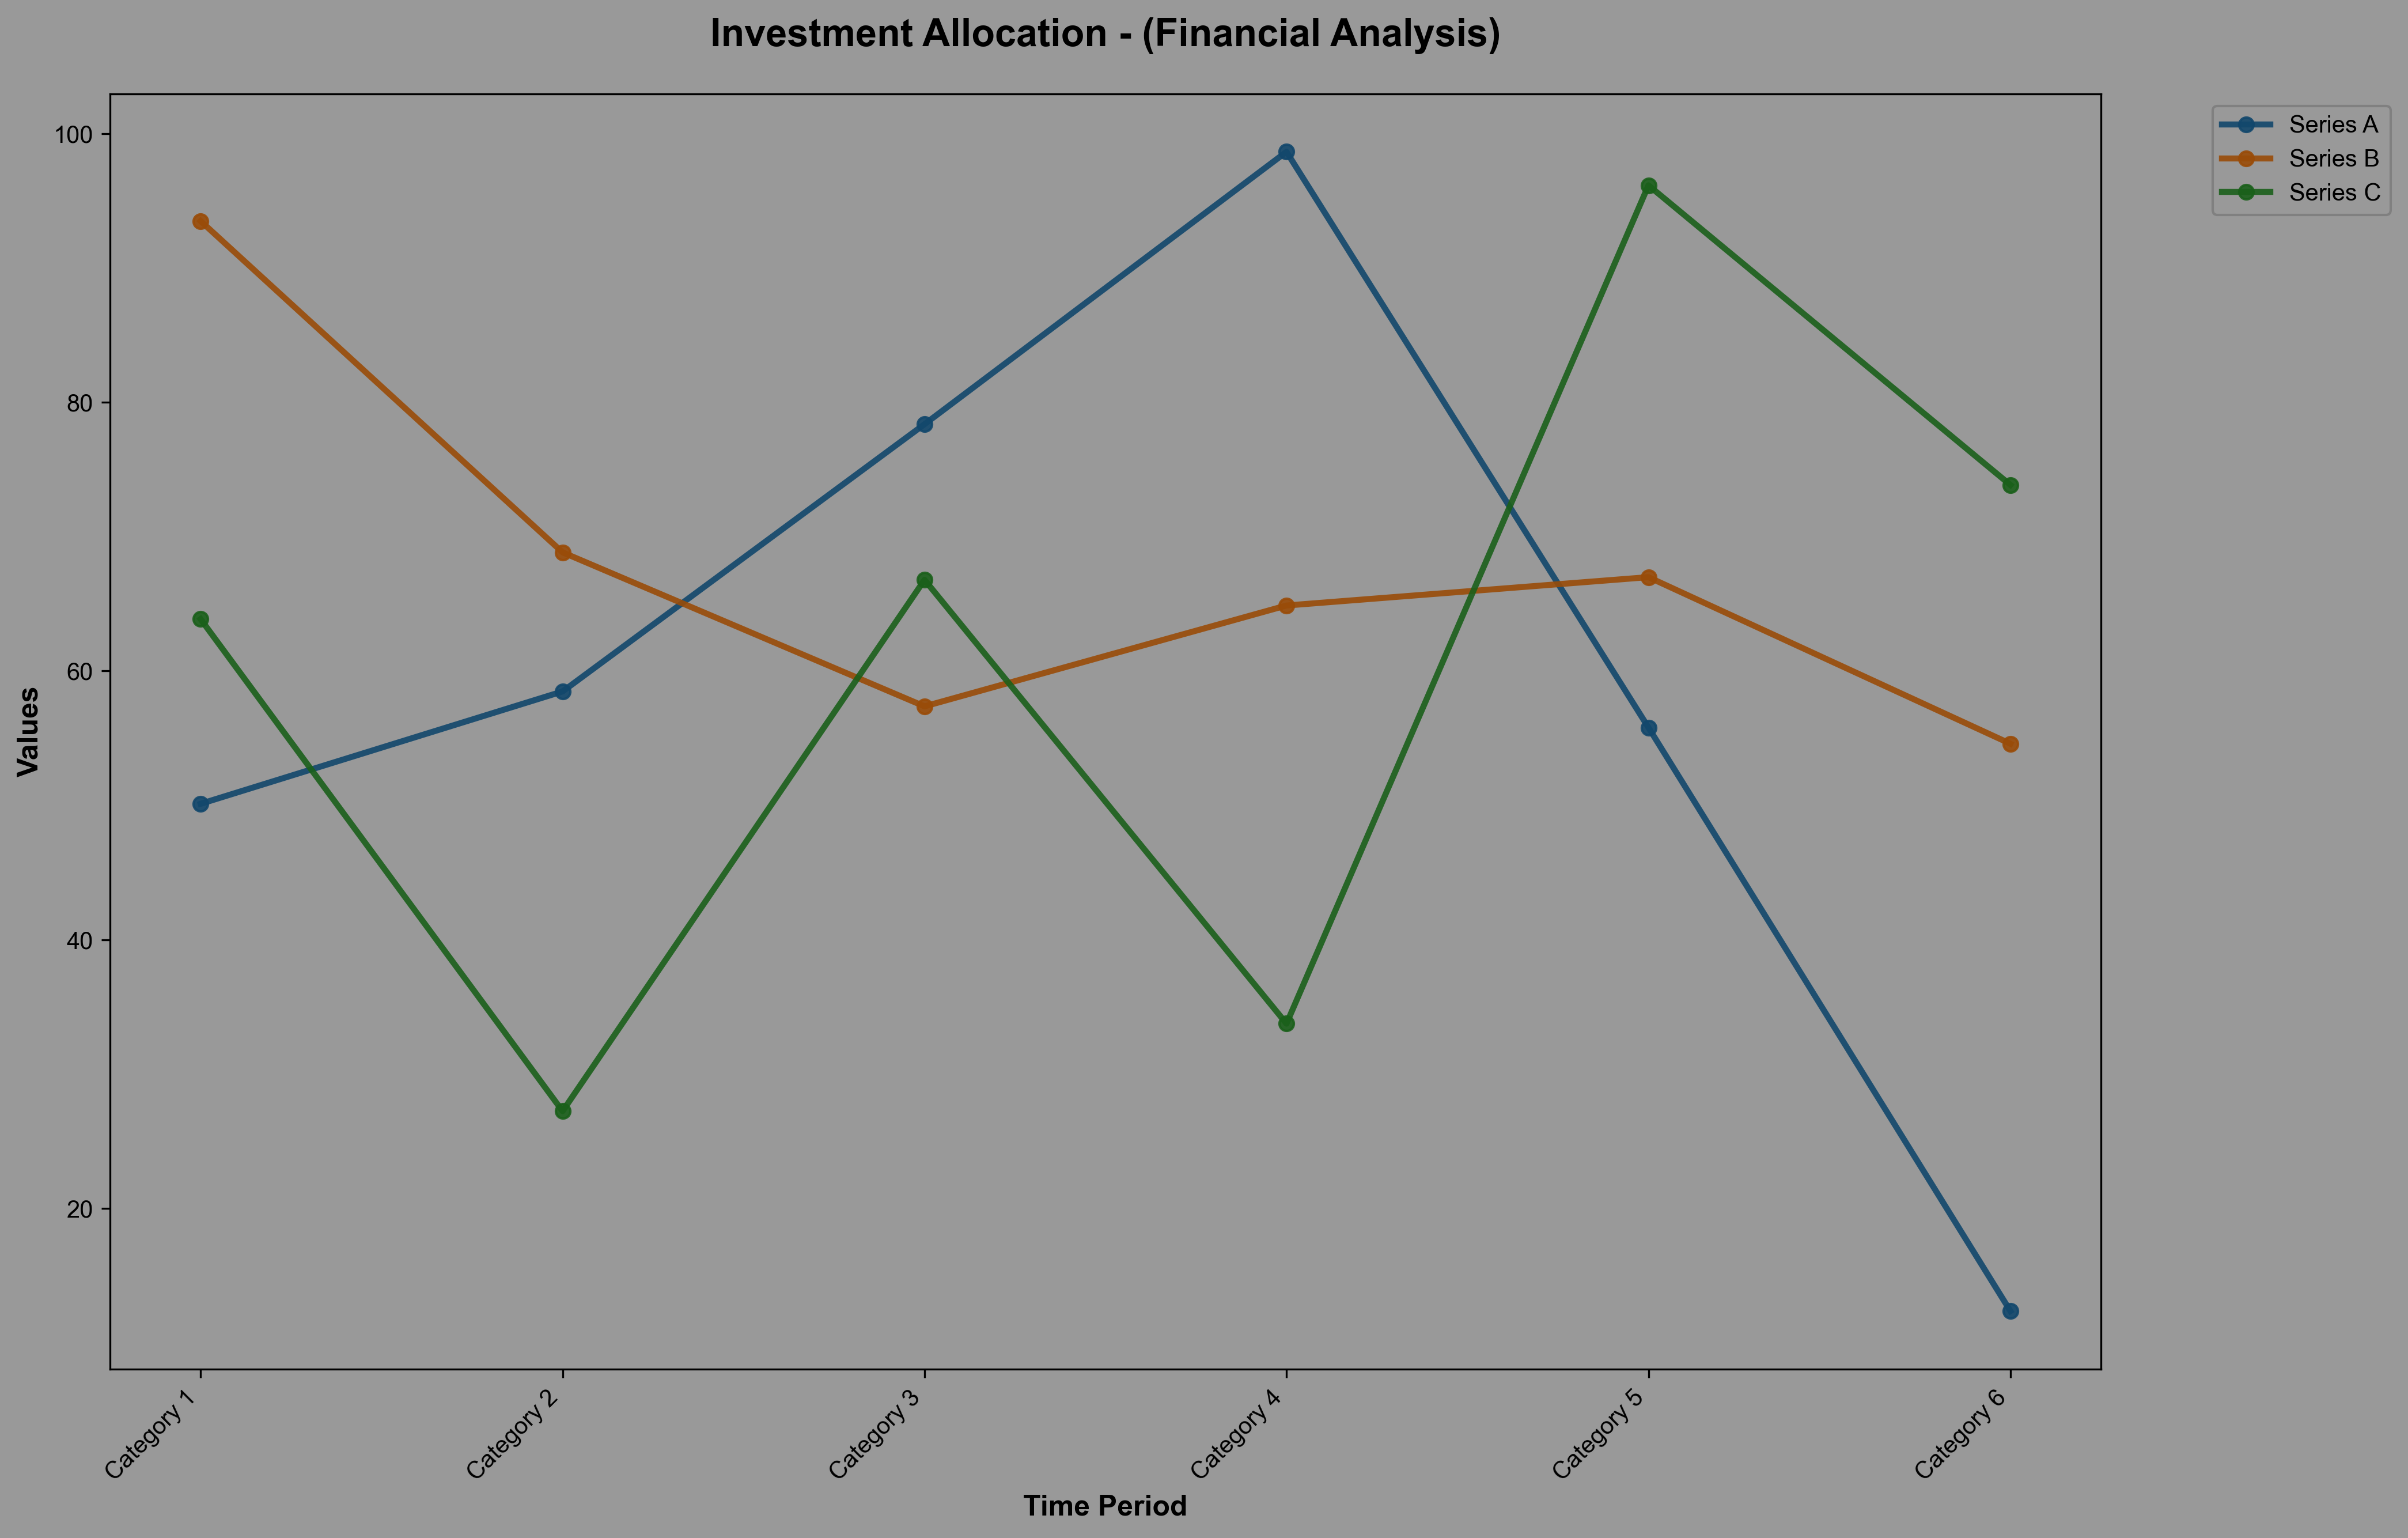 Investment Allocation - (Financial Analysis)
Series A
Series B
Series C
Values
100
80
60
40
20
Category 1
Category 2
Category 3
Category 4
Category 5
Category 6
Time Period